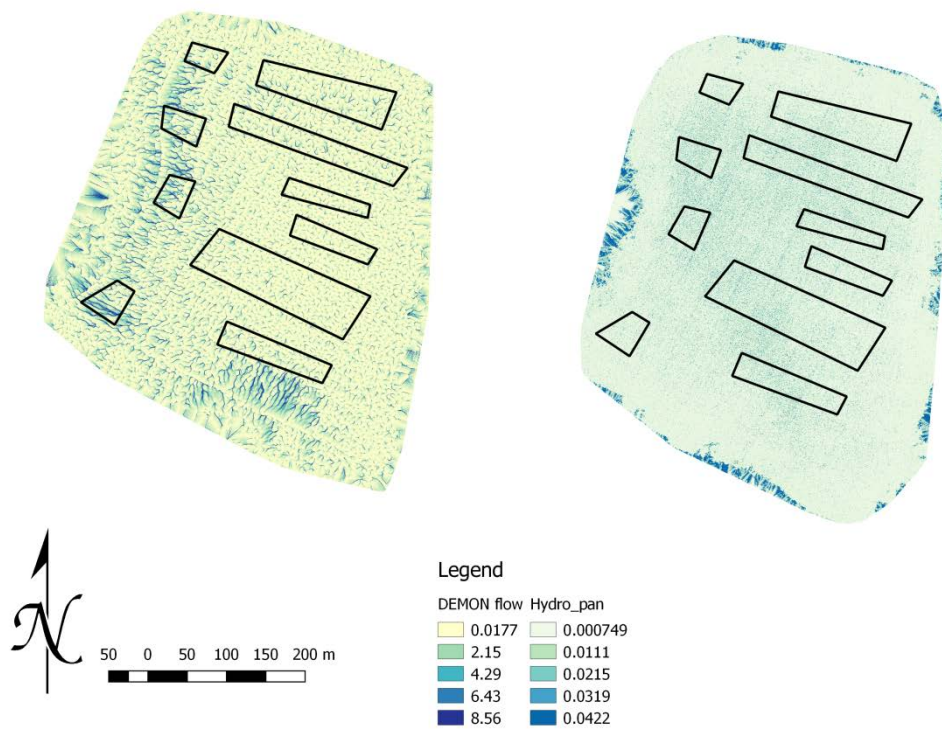 N
50 0 50 100 150 200 m
Legend
DEMON flow Hydro_pan
0.0177 0.000749
2.15 0.0111
4.29 0.0215
6.43 0.0319
8.56 0.0422